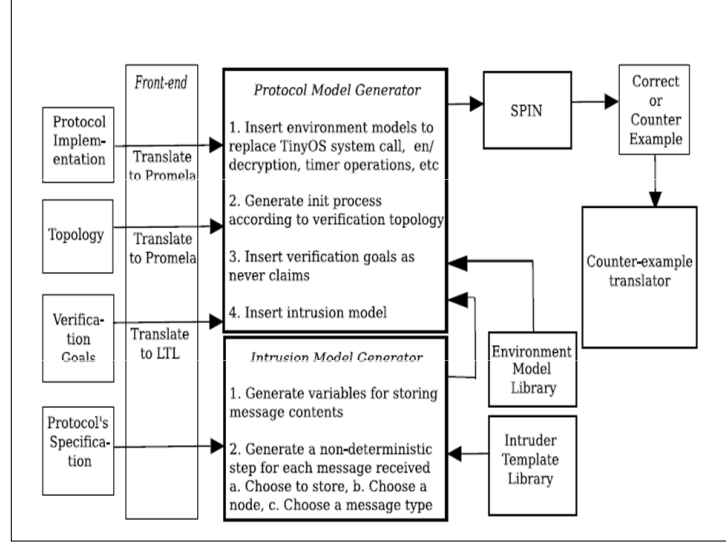 Protocol
Implem-
entation
Topology
Verifica-
tion
Goals
Protocol's
Specifica-
tion
Front-end
Translate
to Promela
Translate
to Promela
Translate
to LTL
Protocol Model Generator
1. Insert environment models to
replace TinyOS system call, en/
decryption, timer operations, etc
2. Generate init process
according to verification topology
3. Insert verification goals as
never claims
4. Insert intrusion model
Intrusion Model Generator
1. Generate variables for storing
message contents
2. Generate a non-deterministic
step for each message received
a. Choose to store, b. Choose a
node, c. Choose a message type
SPIN
Correct
or
Counter
Example
Counter-example
translator
Environment
Model
Library
Intruder
Template
Library